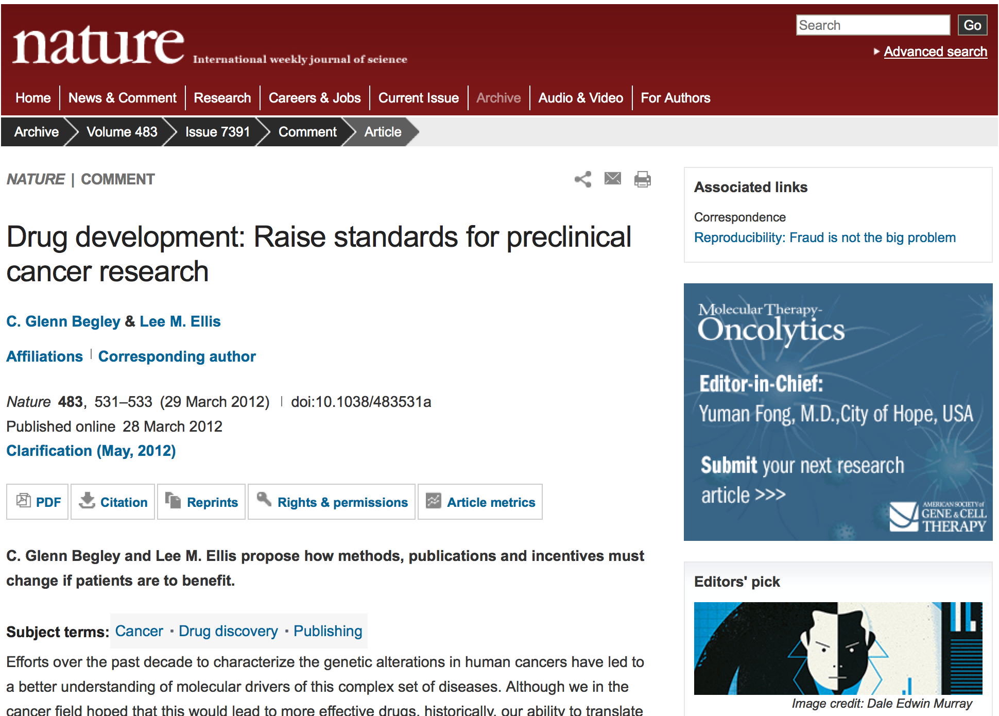 nature International weekly journal of science
Search Go
Advanced search
Home News & Comment Research Careers & Jobs Current Issue Archive Audio & Video For Authors
Archive Volume 483 Issue 7391 Comment Article
NATURE | COMMENT
Drug development: Raise standards for preclinical
cancer research
C. Glenn Begley & Lee M. Ellis
Affiliations | Corresponding author
Nature 483, 531–533 (29 March 2012) | doi:10.1038/483531a
Published online 28 March 2012
Clarification (May, 2012)
PDF Citation Reprints Rights & permissions Article metrics
C. Glenn Begley and Lee M. Ellis propose how methods, publications and incentives must
change if patients are to benefit.
Subject terms: Cancer • Drug discovery • Publishing
Efforts over the past decade to characterize the genetic alterations in human cancers have led to
a better understanding of molecular drivers of this complex set of diseases. Although we in the
cancer field hoped that this would lead to more effective drugs, historically, our ability to translate
Associated links
Correspondence
Reproducibility: Fraud is not the big problem
Molecular Therapy-
Oncolytics
Editor-in-Chief:
Yuman Fong, M.D.,City of Hope, USA
Submit your next research
article >>>
AMERICAN SOCIETY of
GENE & CELL
THERAPY
Editors' pick
Image credit: Dale Edwin Murray